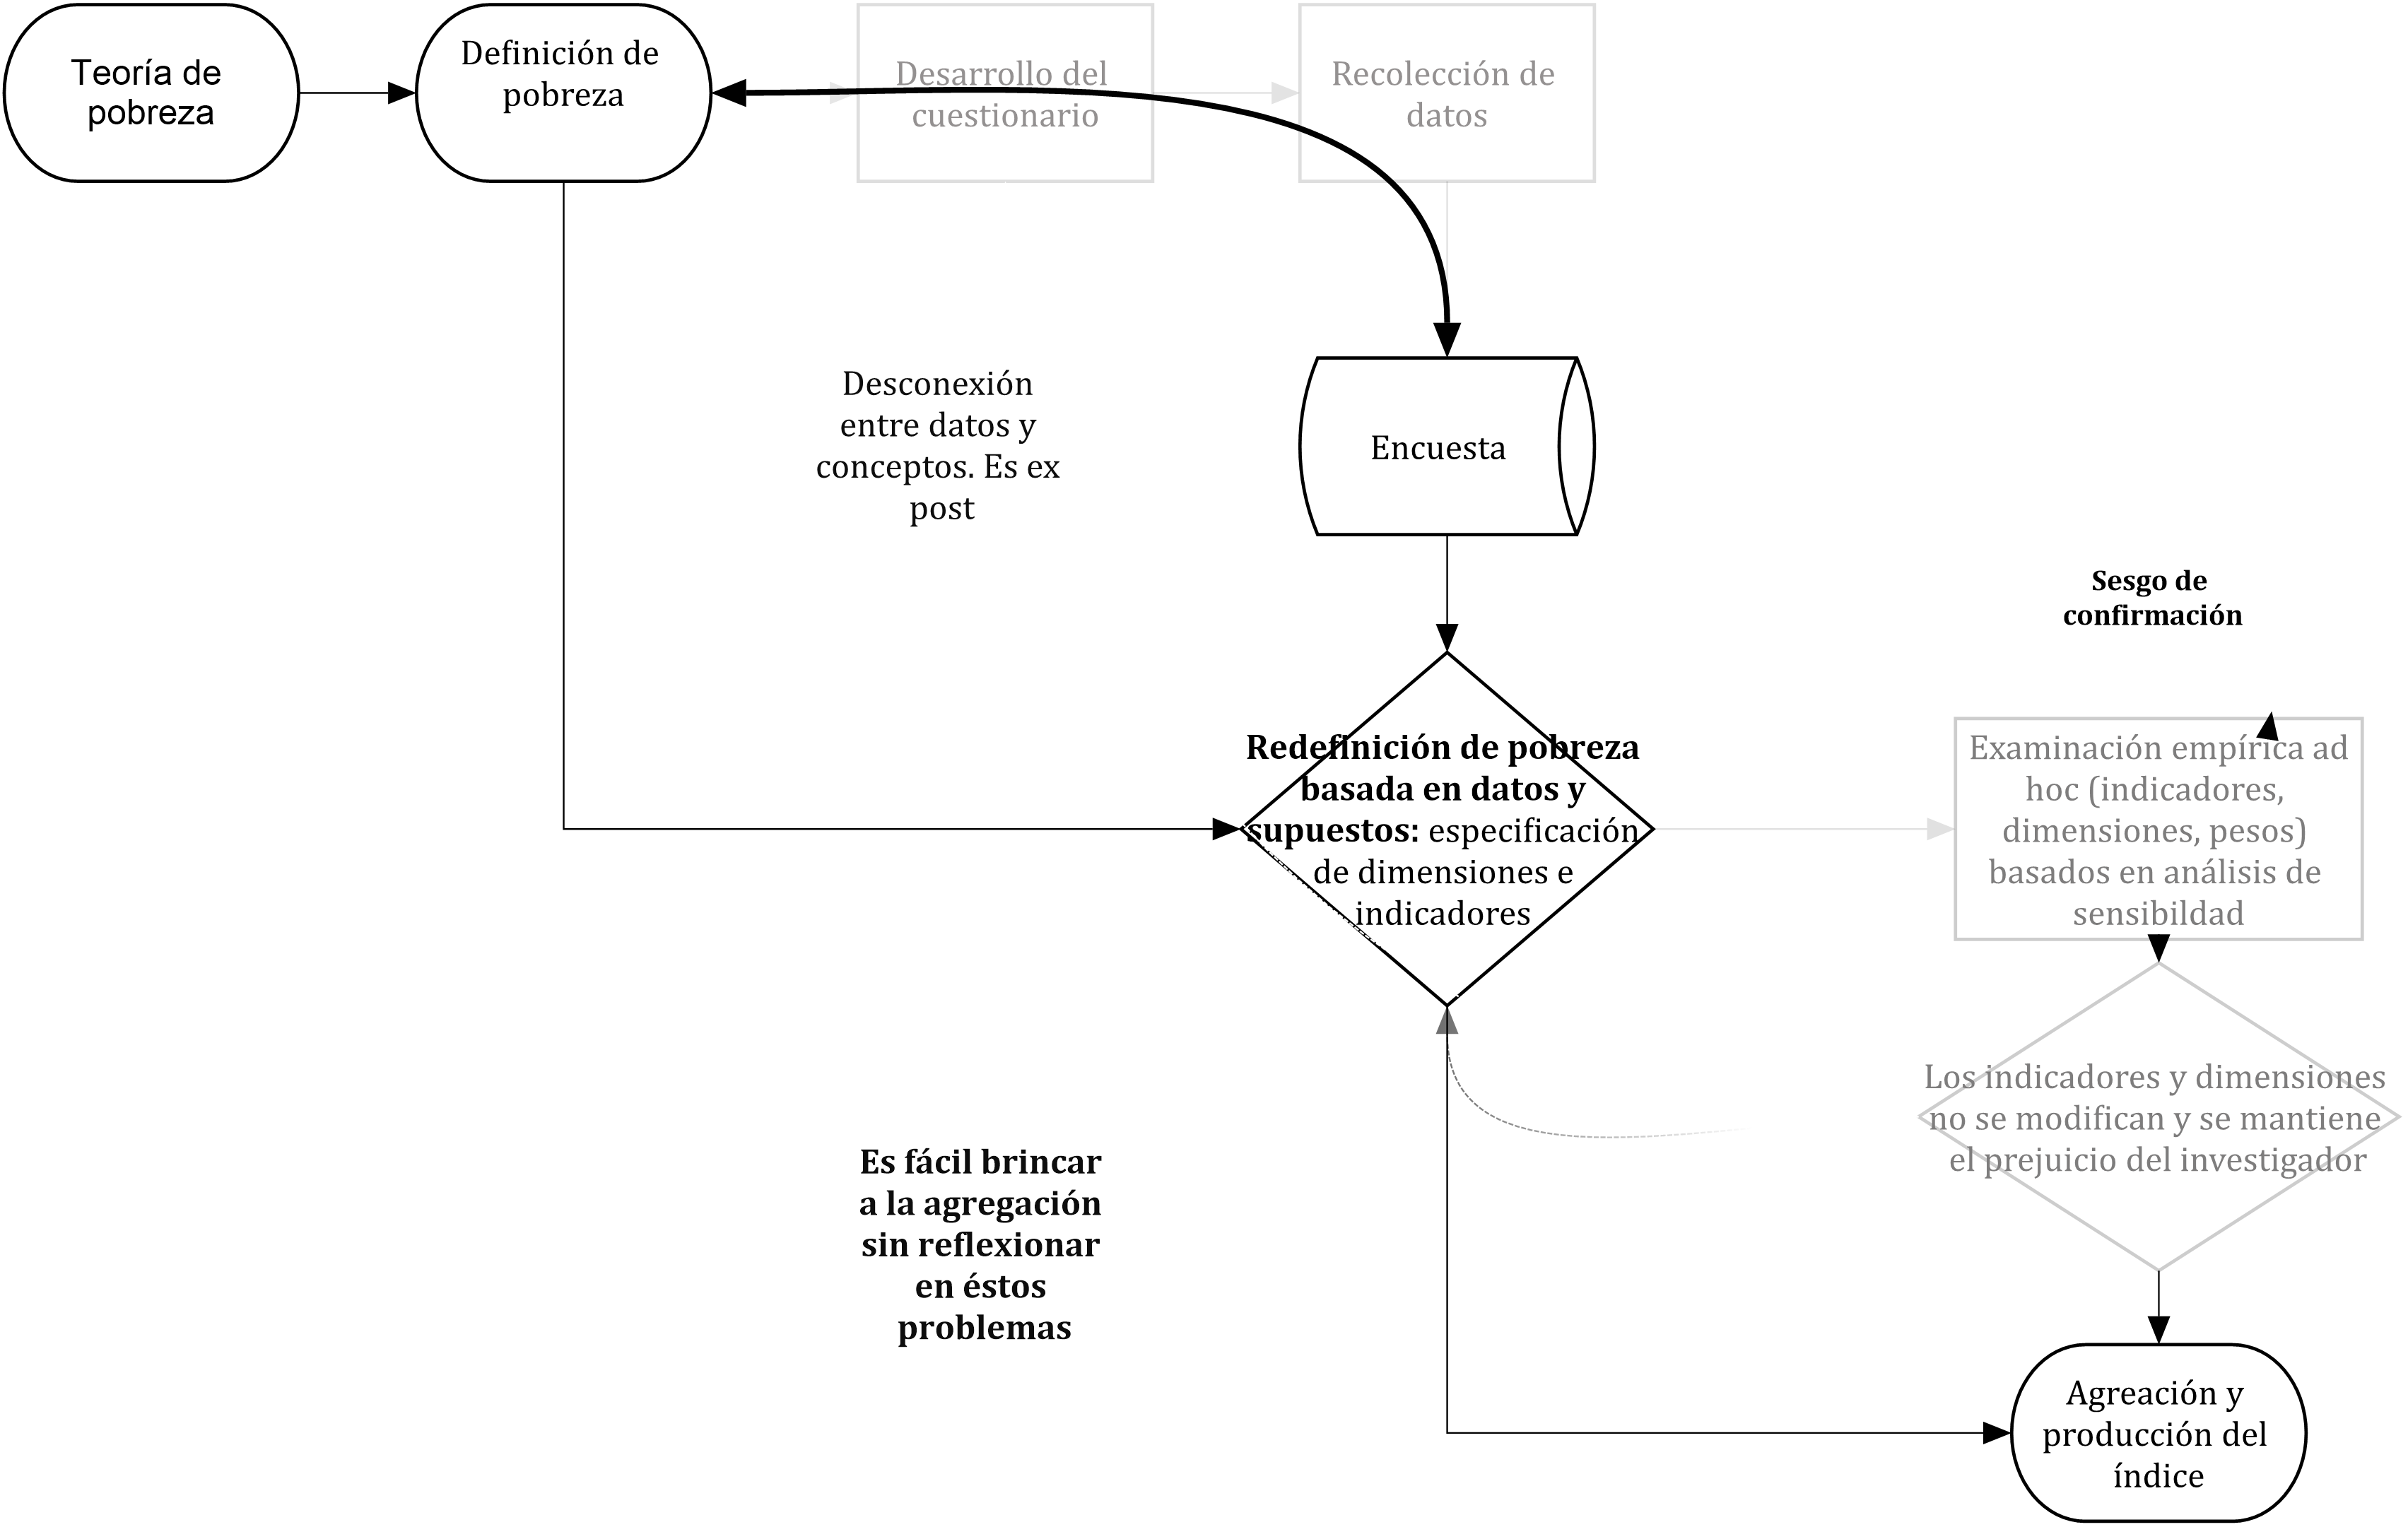 Teoría de
pobreza
Definición de
pobreza
Desarrollo del
cuestionario
Recolección de
datos
Desconexión
entre datos y
conceptos. Es ex
post
Encuesta
Sesgo de
confirmación
Redefinición de pobreza
basada en datos y
supuestos: especificación
de dimensiones e
indicadores
Examinación empírica ad
hoc (indicadores,
dimensiones, pesos)
basados en análisis de
sensibildad
Los indicadores y dimensiones
no se modifican y se mantiene
el prejuicio del investigador
Es fácil brincar
a la agregación
sin reflexionar
en éstos
problemas
Agreación y
producción del
índice